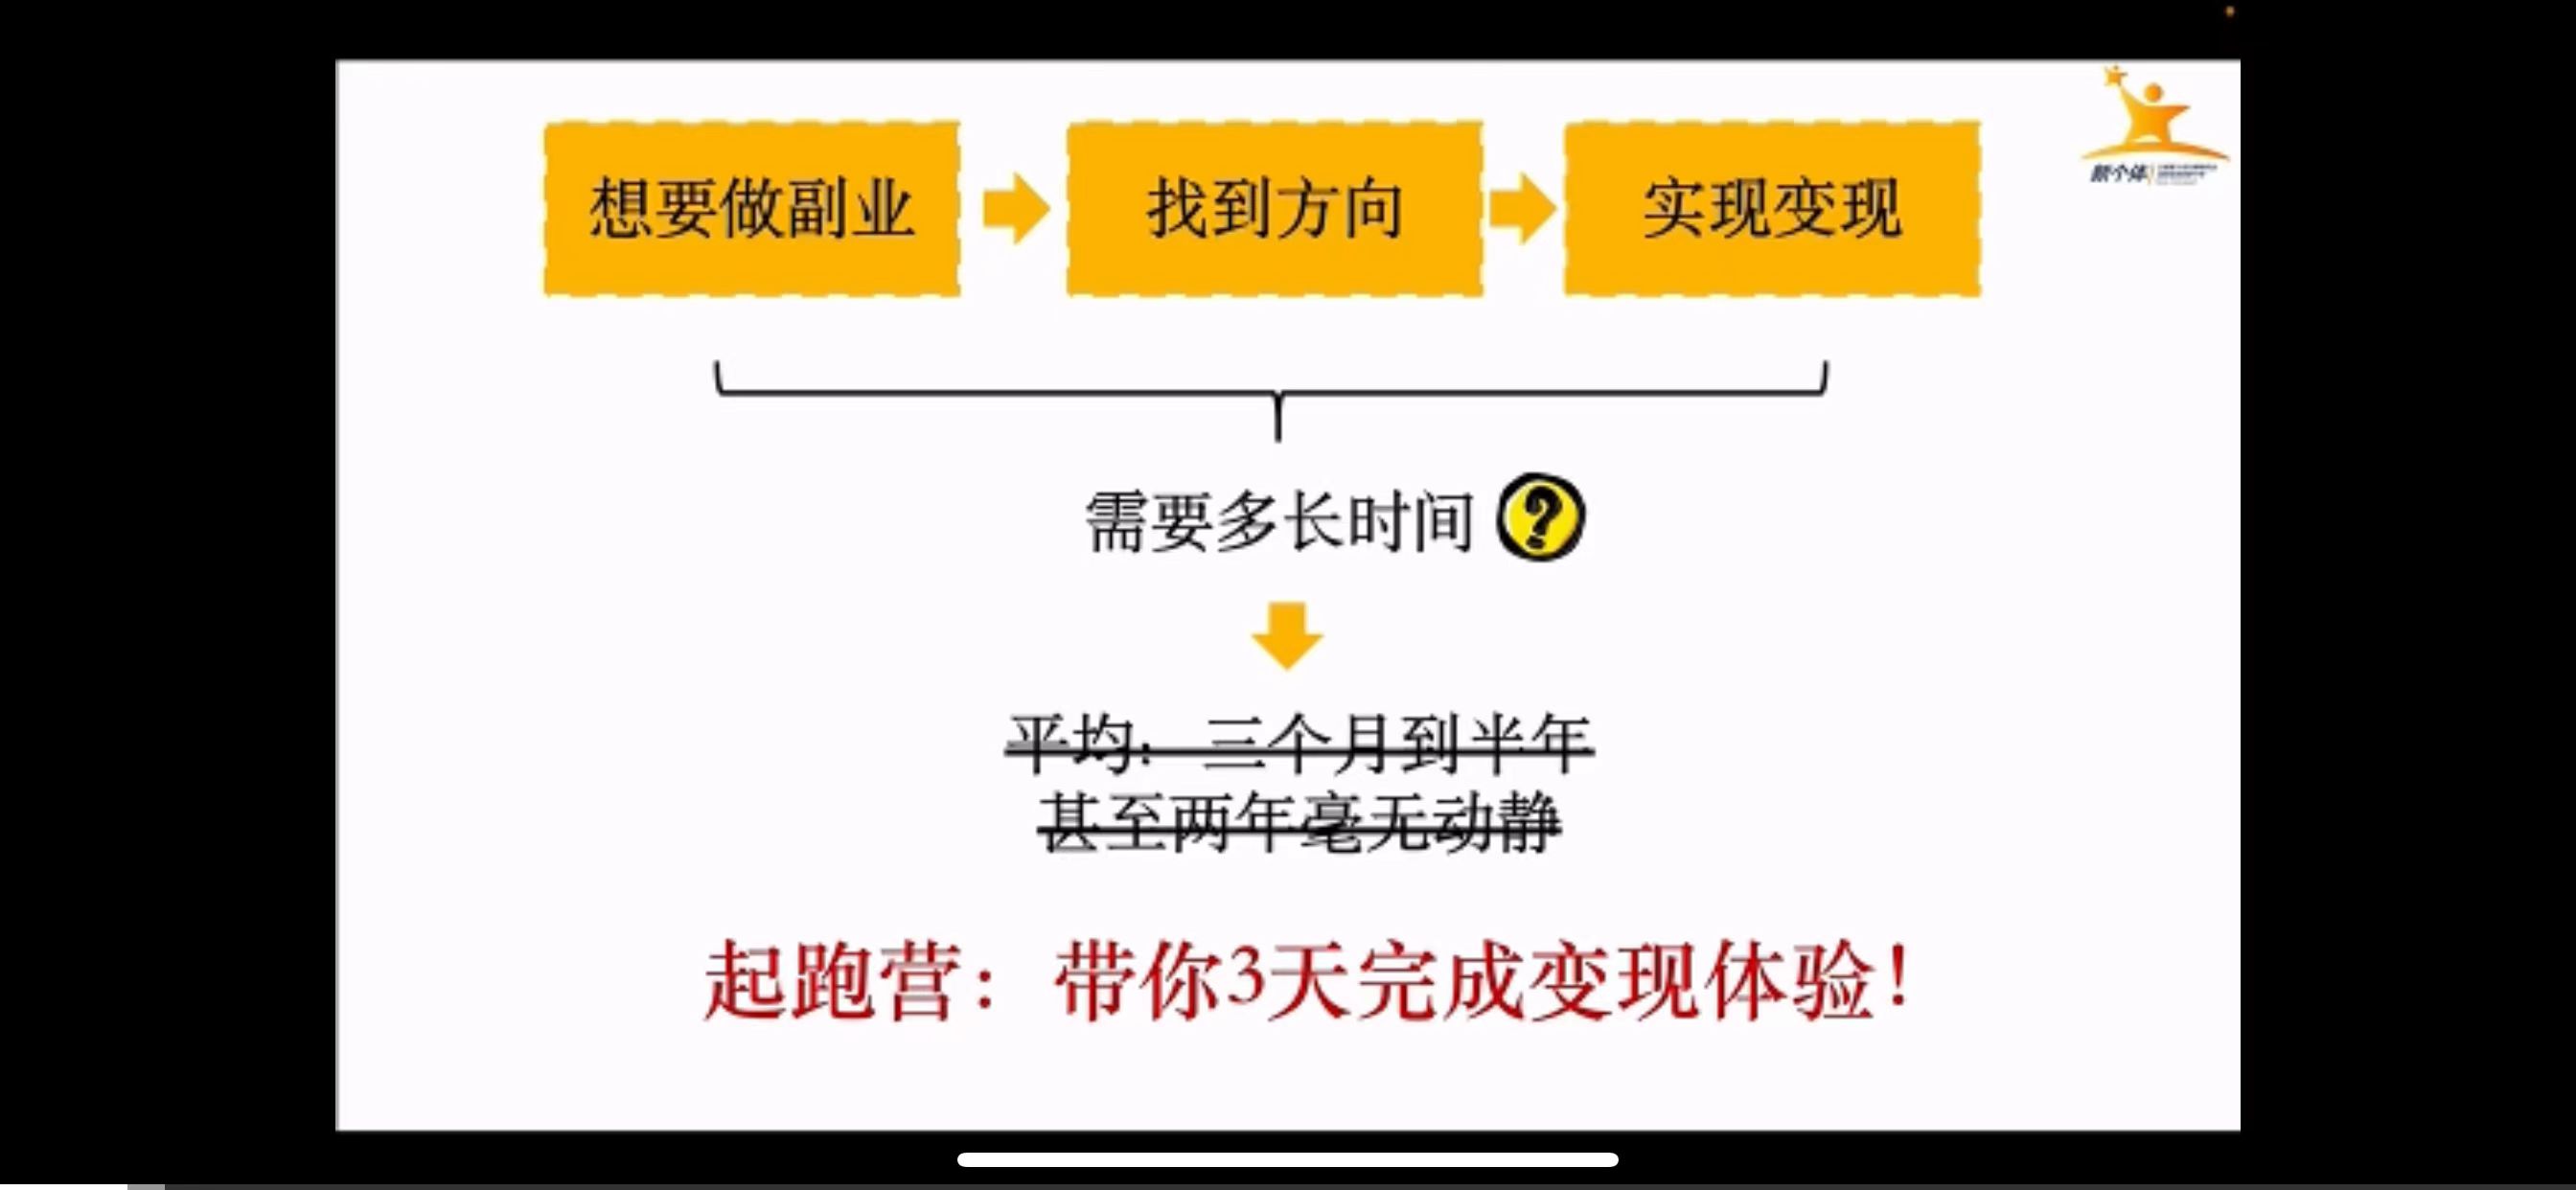 想要做副业
找到方向
实现变现
新个体
需要多长时间?
平均：三个月到半年
甚至两年毫无动静
起跑营：带你3天完成变现体验！